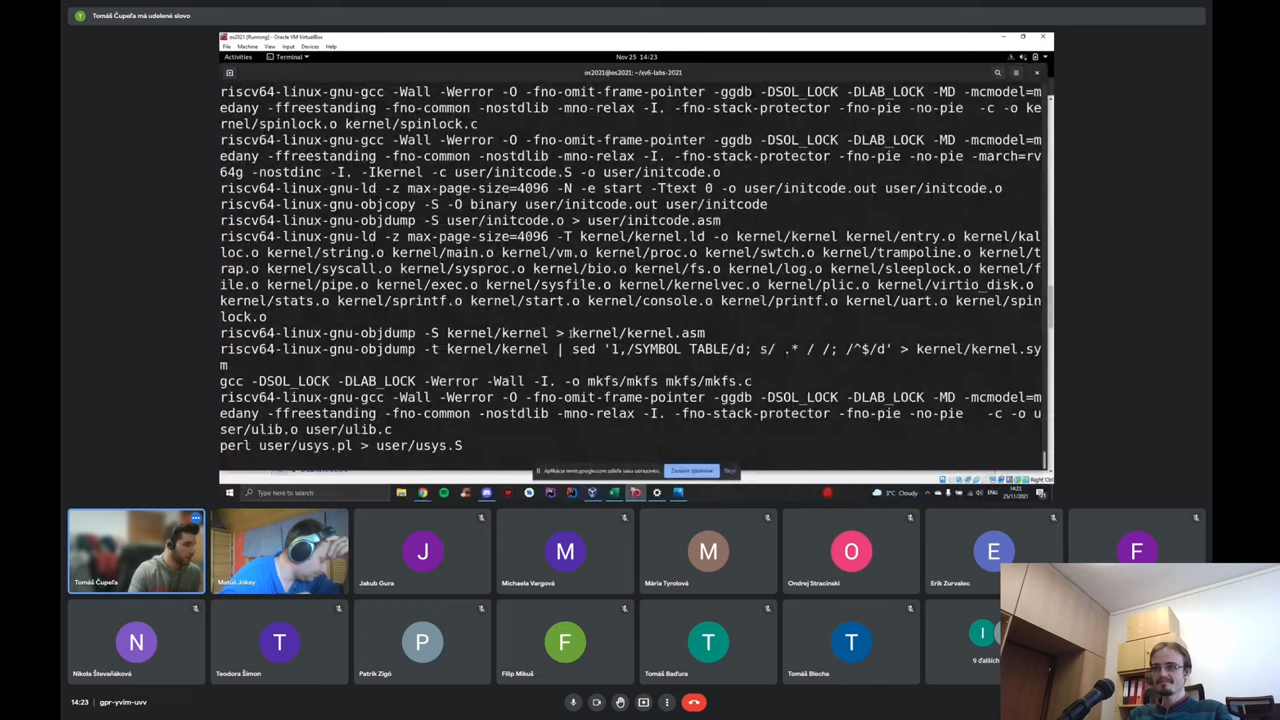 Tomáš Čupeľa má udelené slovo
os2021 [Running] - Oracle VM VirtualBox
File Machine View Input Devices Help
Activities Terminal Nov 25 14:23
os2021@os2021: ~/xv6-labs-2021
riscv64-linux-gnu-gcc -Wall -Werror -O -fno-omit-frame-pointer -ggdb -DSOL_LOCK -DLAB_LOCK -MD -mcmodel=m
edany -ffreestanding -fno-common -nostdlib -mno-relax -I. -fno-stack-protector -fno-pie -no-pie -c -o ke
rnel/spinlock.o kernel/spinlock.c
riscv64-linux-gnu-gcc -Wall -Werror -O -fno-omit-frame-pointer -ggdb -DSOL_LOCK -DLAB_LOCK -MD -mcmodel=m
edany -ffreestanding -fno-common -nostdlib -mno-relax -I. -fno-stack-protector -fno-pie -no-pie -march=rv
64g -nostdinc -I. -Ikernel -c user/initcode.S -o user/initcode.o
riscv64-linux-gnu-ld -z max-page-size=4096 -N -e start -Ttext 0 -o user/initcode.out user/initcode.o
riscv64-linux-gnu-objcopy -S -O binary user/initcode.out user/initcode
riscv64-linux-gnu-objdump -S user/initcode.o > user/initcode.asm
riscv64-linux-gnu-ld -z max-page-size=4096 -T kernel/kernel.ld -o kernel/kernel kernel/entry.o kernel/kal
loc.o kernel/string.o kernel/main.o kernel/vm.o kernel/proc.o kernel/swtch.o kernel/trampoline.o kernel/t
rap.o kernel/syscall.o kernel/sysproc.o kernel/bio.o kernel/fs.o kernel/log.o kernel/sleeplock.o kernel/f
ile.o kernel/pipe.o kernel/exec.o kernel/sysfile.o kernel/kernelvec.o kernel/plic.o kernel/virtio_disk.o
kernel/stats.o kernel/sprintf.o kernel/start.o kernel/console.o kernel/printf.o kernel/uart.o kernel/spin
lock.o
riscv64-linux-gnu-objdump -S kernel/kernel > kernel/kernel.asm
riscv64-linux-gnu-objdump -t kernel/kernel | sed '1,/SYMBOL TABLE/d; s/ .* / /; /^$/d' > kernel/kernel.sy
m
gcc -DSOL_LOCK -DLAB_LOCK -Werror -Wall -I. -o mkfs/mkfs mkfs/mkfs.c
riscv64-linux-gnu-gcc -Wall -Werror -O -fno-omit-frame-pointer -ggdb -DSOL_LOCK -DLAB_LOCK -MD -mcmodel=m
edany -ffreestanding -fno-common -nostdlib -mno-relax -I. -fno-stack-protector -fno-pie -no-pie -c -o u
ser/ulib.o user/ulib.c
perl user/usys.pl > user/usys.S
Right Ctrl
Type here to search
3°C Cloudy ENG 14:23
25/11/2021
Tomáš Čupeľa
Matúš Jókay
J Jakub Gura
M Michaela Vargová
M Mária Tyrolová
O Ondrej Stracinski
E Erik Zurvalec
F
N Nikola Števaňáková
T Teodora Šimon
P Patrik Zigó
F Filip Mikuš
T Tomáš Baďura
T Tomáš Blecha
I 9 ďalších
14:23 gpr-yvim-uvv